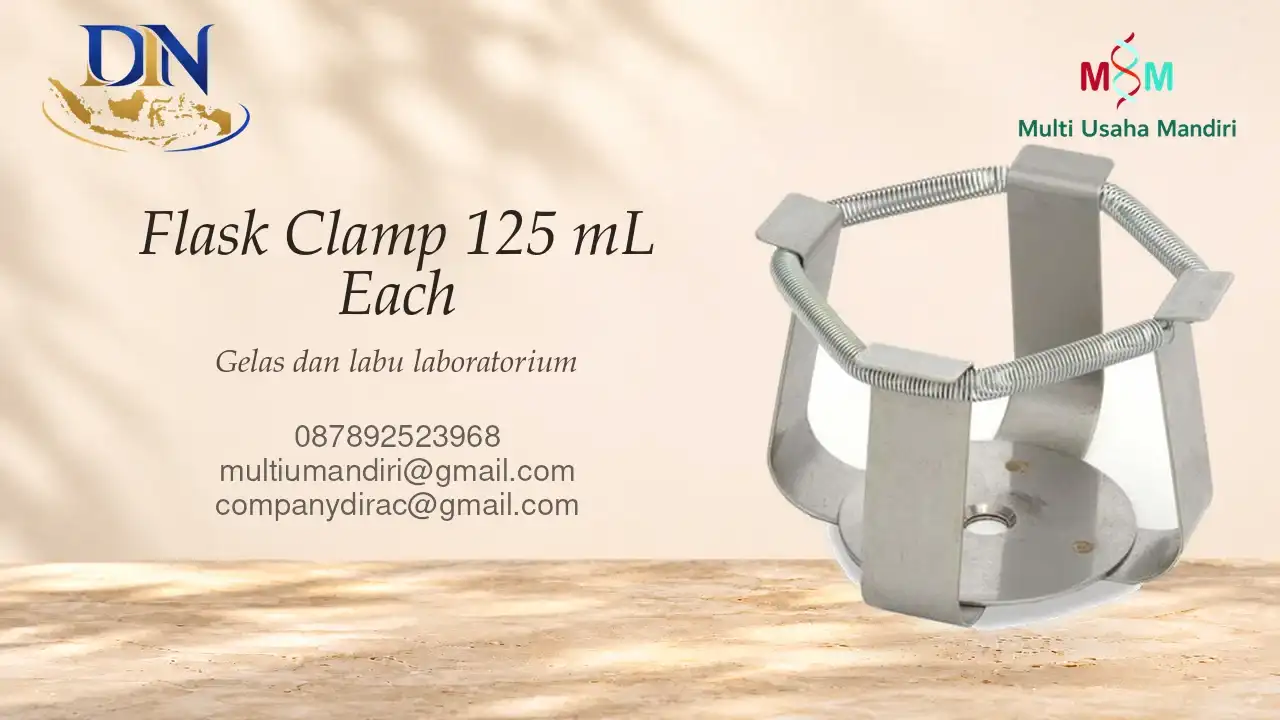 DN
M M
Multi Usaha Mandiri
Flask Clamp 125 mL
Each
Gelas dan labu laboratorium
087892523968
multiumandiri@gmail.com
companydirac@gmail.com